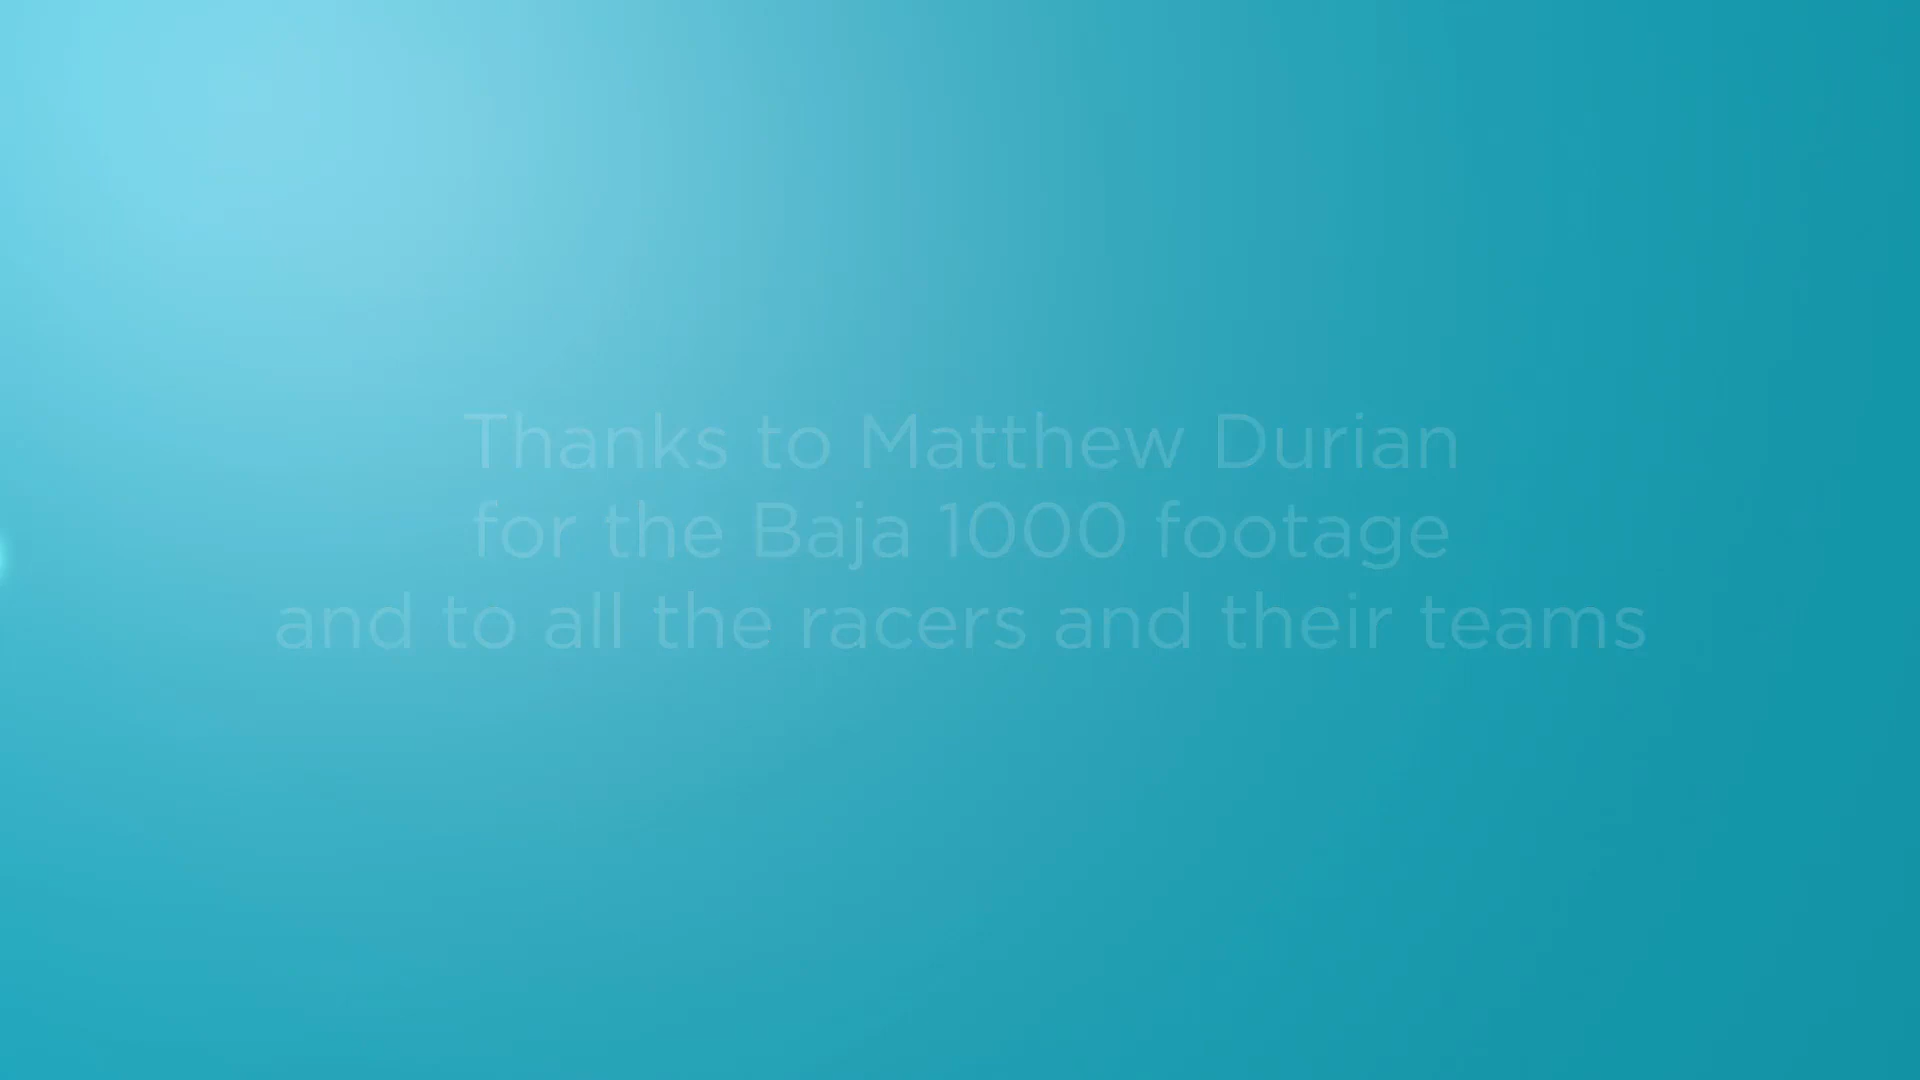 Thanks to Matthew Durian
for the Baja 1000 footage
and to all the racers and their teams